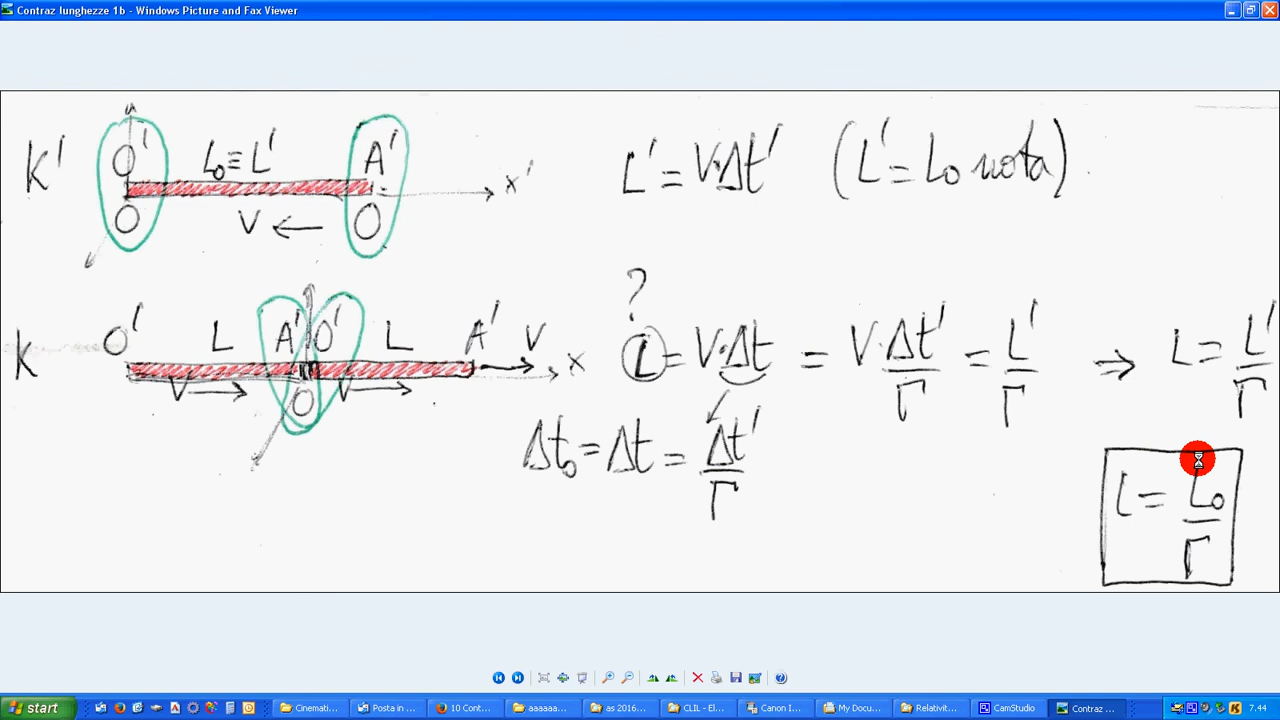 Contraz lunghezze 1b - Windows Picture and Fax Viewer
K' O' L₀=L' A' x'
O V ← O
L' = V·Δt' (L' = L₀ nota)
?
K O' L A' O' L A' V x
V → O V →
L = V·Δt = V·Δt'/Γ = L'/Γ ⇒ L = L'/Γ
Δt₀ = Δt = Δt'/Γ
L = L₀/Γ
start Cinemati... Posta in ... 10 Cont... aaaaaa... as 2016... CLIL - El... Canon I... My Docu... Relativit... CamStudio Contraz ... 7.44